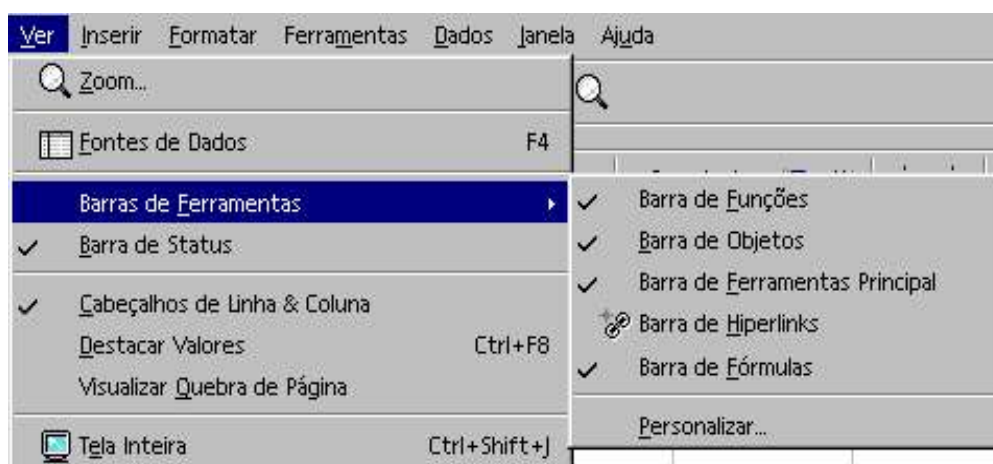 Ver Inserir Formatar Ferramentas Dados Janela Ajuda
Zoom...
Fontes de Dados F4
Barras de Ferramentas
Barra de Status
Cabeçalhos de Linha & Coluna
Destacar Valores Ctrl+F8
Visualizar Quebra de Página
Tela Inteira Ctrl+Shift+J
Barra de Funções
Barra de Objetos
Barra de Ferramentas Principal
Barra de Hiperlinks
Barra de Fórmulas
Personalizar...